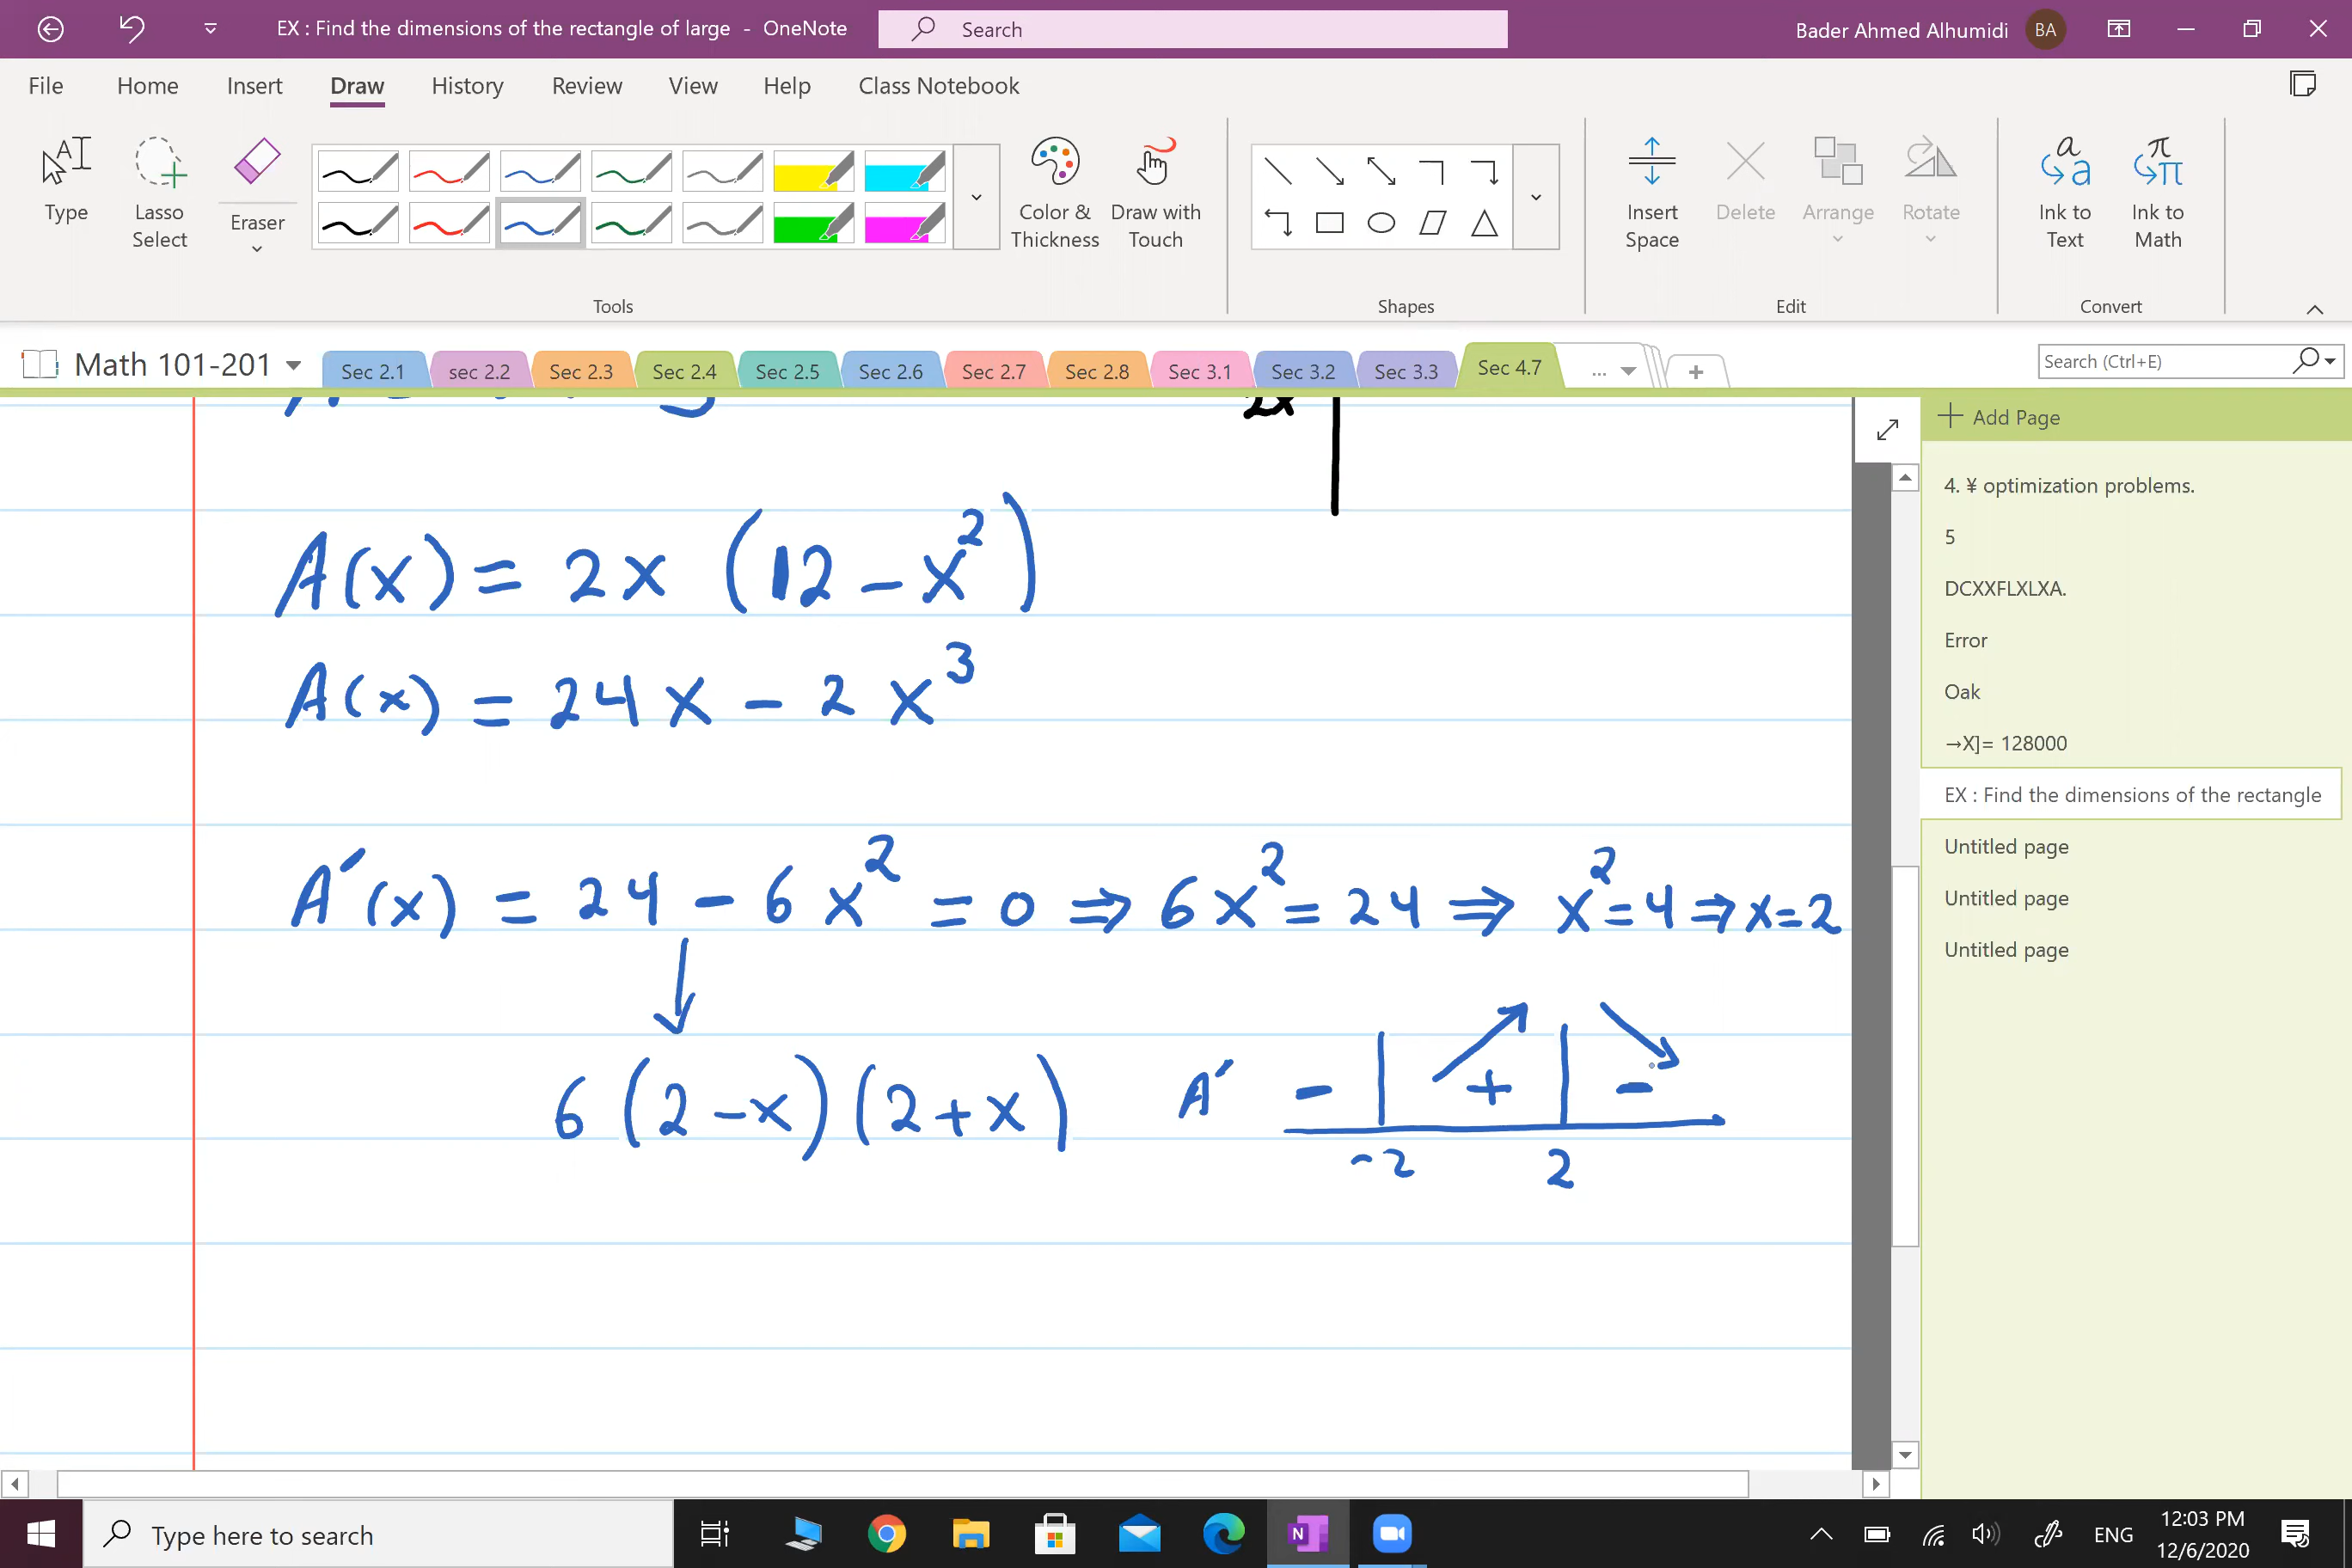 EX : Find the dimensions of the rectangle of large - OneNote
Search
Bader Ahmed Alhumidi
BA
File Home Insert Draw History Review View Help Class Notebook
Type
Lasso Select
Eraser
Color & Thickness
Draw with Touch
Insert Space
Delete
Arrange
Rotate
Ink to Text
Ink to Math
Tools
Shapes
Edit
Convert
Math 101-201
Sec 2.1 sec 2.2 Sec 2.3 Sec 2.4 Sec 2.5 Sec 2.6 Sec 2.7 Sec 2.8 Sec 3.1 Sec 3.2 Sec 3.3 Sec 4.7 ... +
Search (Ctrl+E)
2x
A(x) = 2x (12 - x²)
A(x) = 24x - 2x³
A'(x) = 24 - 6x² = 0 ⇒ 6x² = 24 ⇒ x² = 4 ⇒ x = 2
6(2 - x)(2 + x)
A' - | + | -
-2 2
Add Page
4. ¥ optimization problems.
5
DCXXFLXLXA.
Error
Oak
→X]= 128000
EX : Find the dimensions of the rectangle
Untitled page
Untitled page
Untitled page
Type here to search
ENG
12:03 PM
12/6/2020